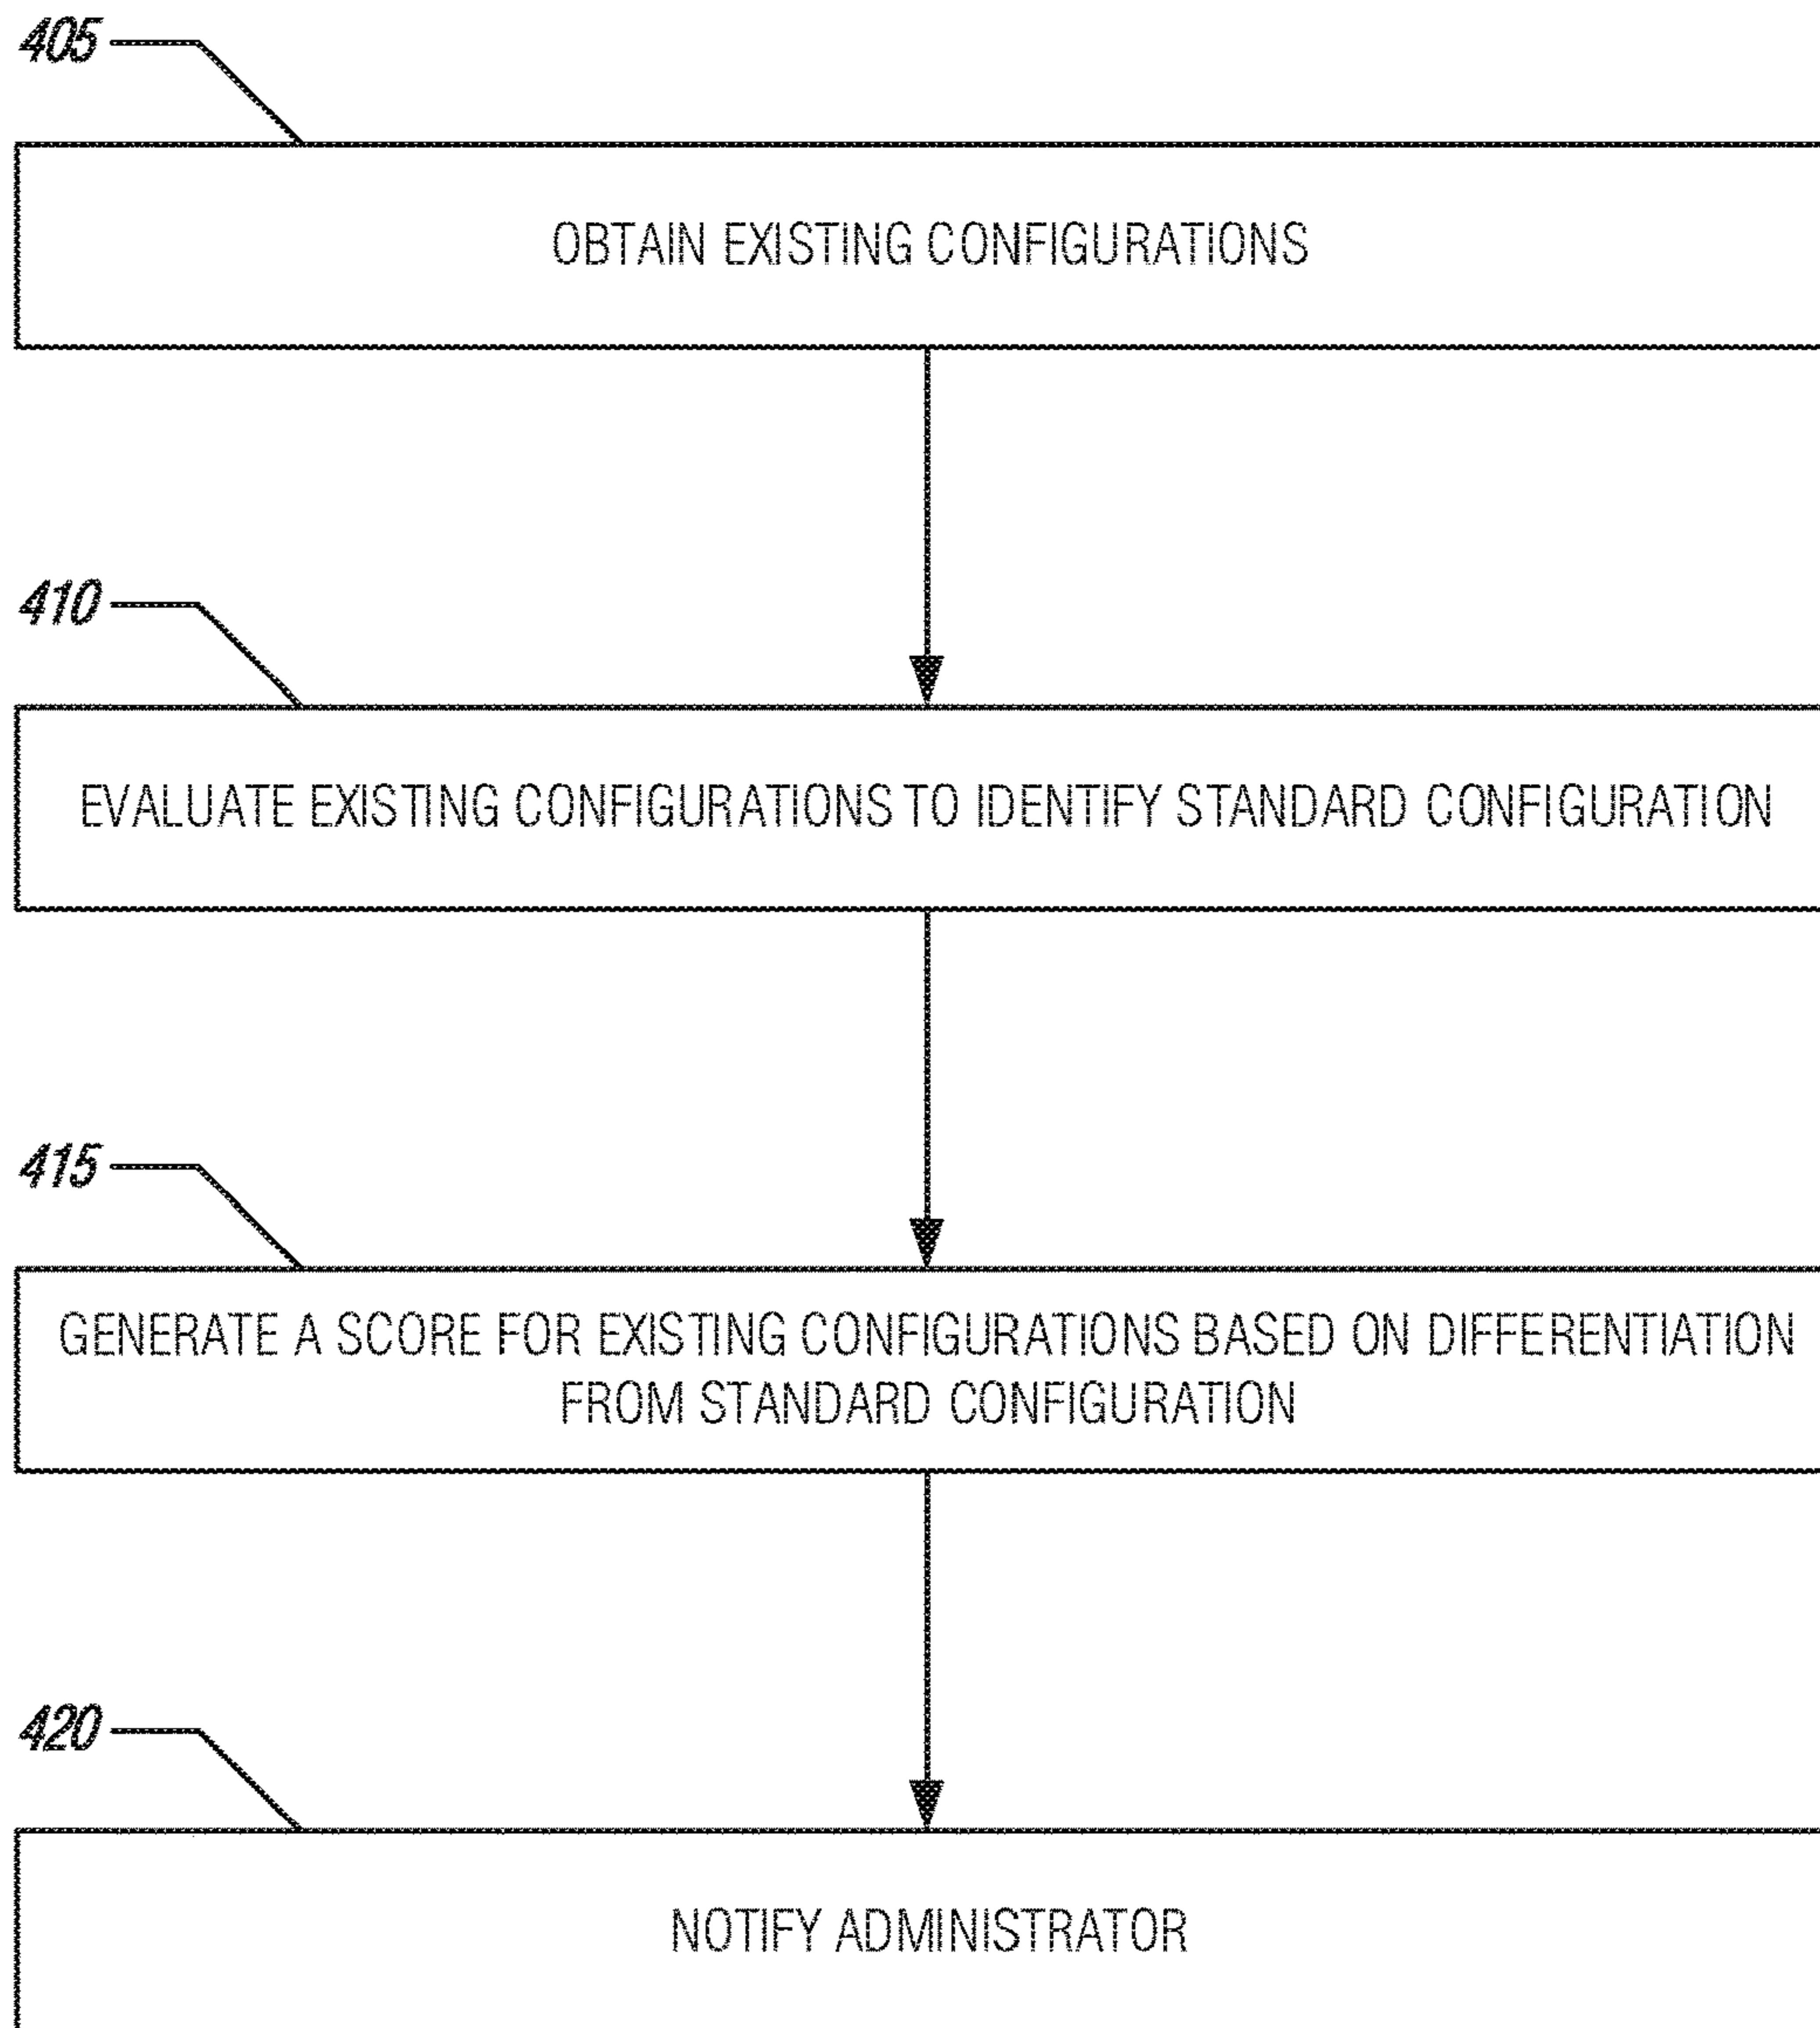 405
OBTAIN EXISTING CONFIGURATIONS
410
EVALUATE EXISTING CONFIGURATIONS TO IDENTIFY STANDARD CONFIGURATION
415
GENERATE A SCORE FOR EXISTING CONFIGURATIONS BASED ON DIFFERENTIATION
FROM STANDARD CONFIGURATION
420
NOTIFY ADMINISTRATOR